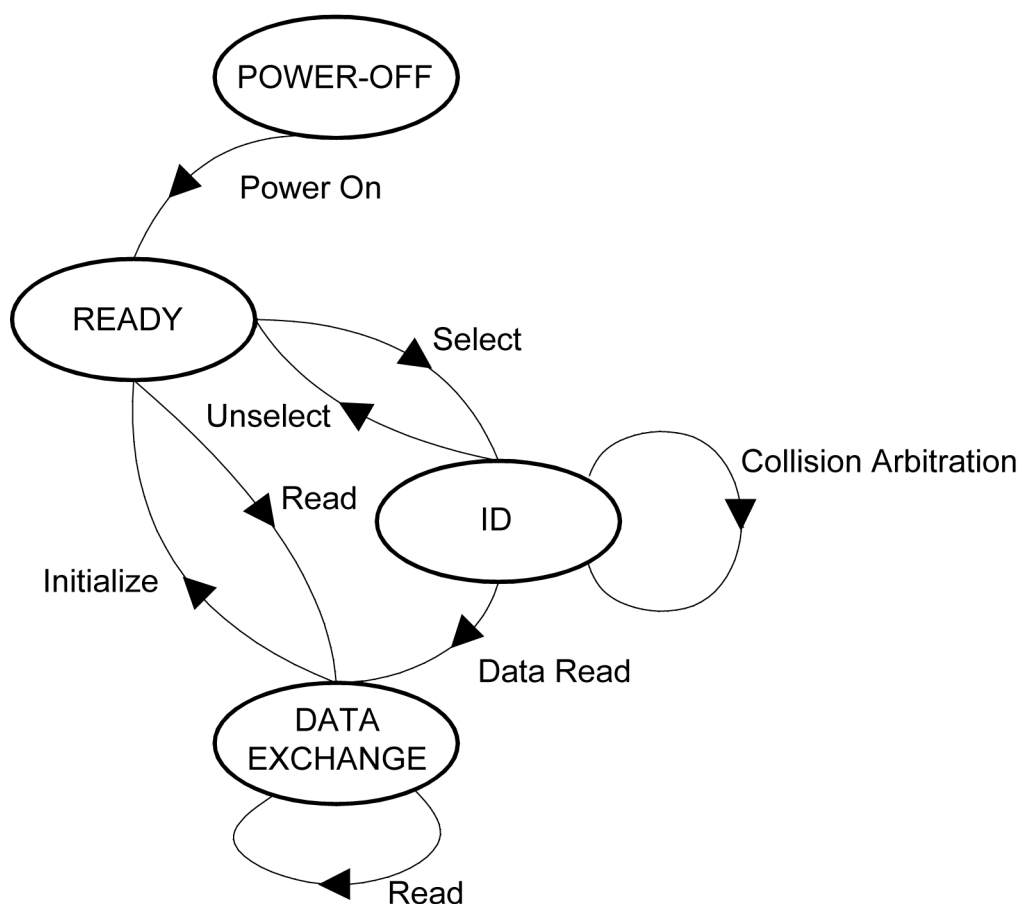 POWER-OFF
Power On
READY
Select
Unselect
Collision Arbitration
Read
ID
Initialize
Data Read
DATA
EXCHANGE
Read